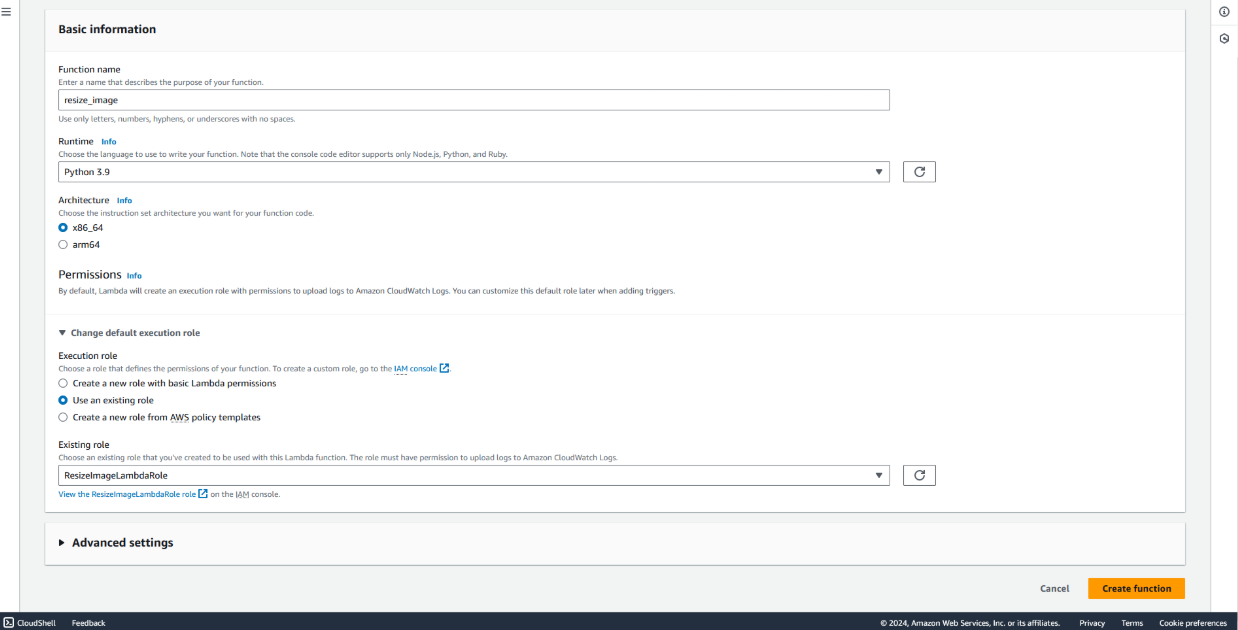 Basic information
Function name
Enter a name that describes the purpose of your function.
resize_image
Use only letters, numbers, hyphens, or underscores with no spaces.
Runtime Info
Choose the language to use to write your function. Note that the console code editor supports only Node.js, Python, and Ruby.
Python 3.9
Architecture Info
Choose the instruction set architecture you want for your function code.
x86_64
arm64
Permissions Info
By default, Lambda will create an execution role with permissions to upload logs to Amazon CloudWatch Logs. You can customize this default role later when adding triggers.
Change default execution role
Execution role
Choose a role that defines the permissions of your function. To create a custom role, go to the IAM console.
Create a new role with basic Lambda permissions
Use an existing role
Create a new role from AWS policy templates
Existing role
Choose an existing role that you've created to be used with this Lambda function. The role must have permission to upload logs to Amazon CloudWatch Logs.
ResizeImageLambdaRole
View the ResizeImageLambdaRole role on the IAM console.
Advanced settings
Cancel Create function
CloudShell Feedback © 2024, Amazon Web Services, Inc. or its affiliates. Privacy Terms Cookie preferences